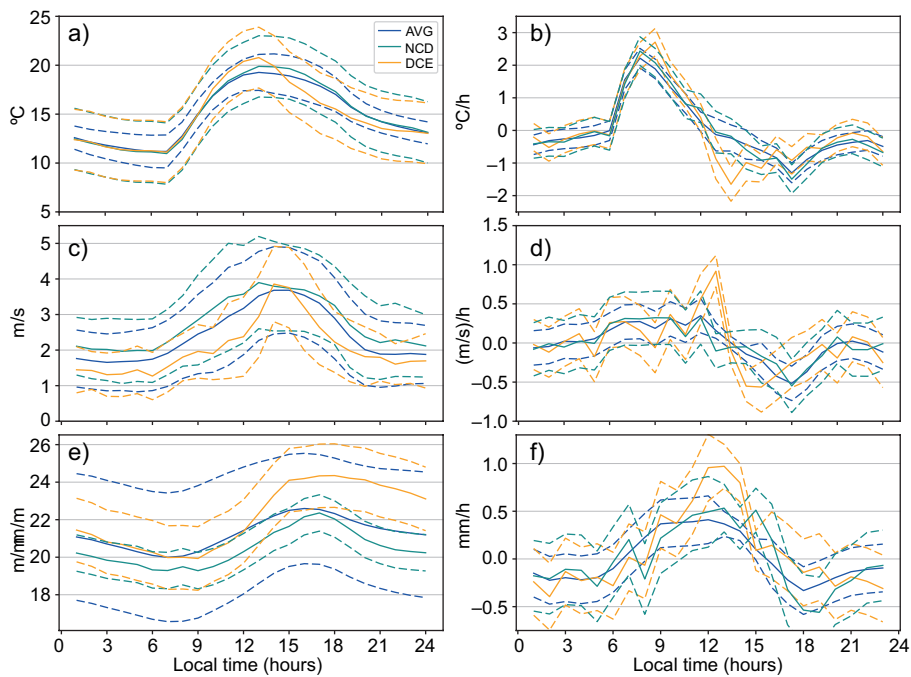 a)
25
20
15
10
5
ºC
AVG
NCD
DCE
b)
3
2
1
0
–1
–2
ºC/h
c)
5
4
3
2
1
0
m/s
d)
1.0
0.5
0.0
–0.5
–1.0
(m/s)/h
e)
26
24
22
20
18
0 3 6 9 12 15 18 21 24
Local time (hours)
f)
1.0
0.5
0.0
–0.5
mm/h
0 3 6 9 12 15 18 21 24
Local time (hours)